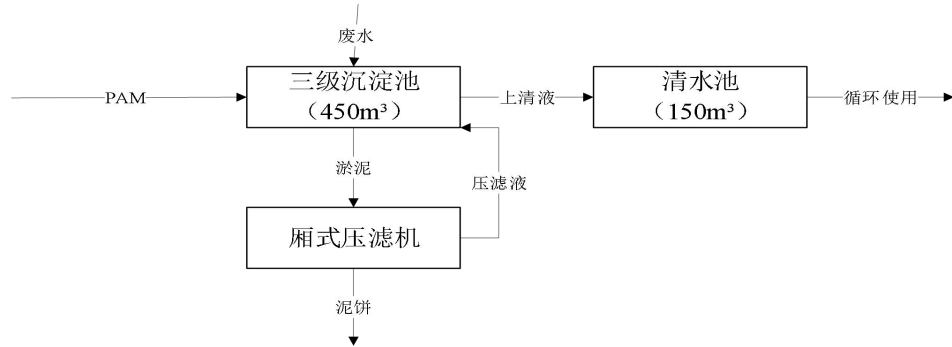 废水
三级沉淀池
（450m³）
PAM
上清液
清水池
（150m³）
循环使用
淤泥
压滤液
厢式压滤机
泥饼